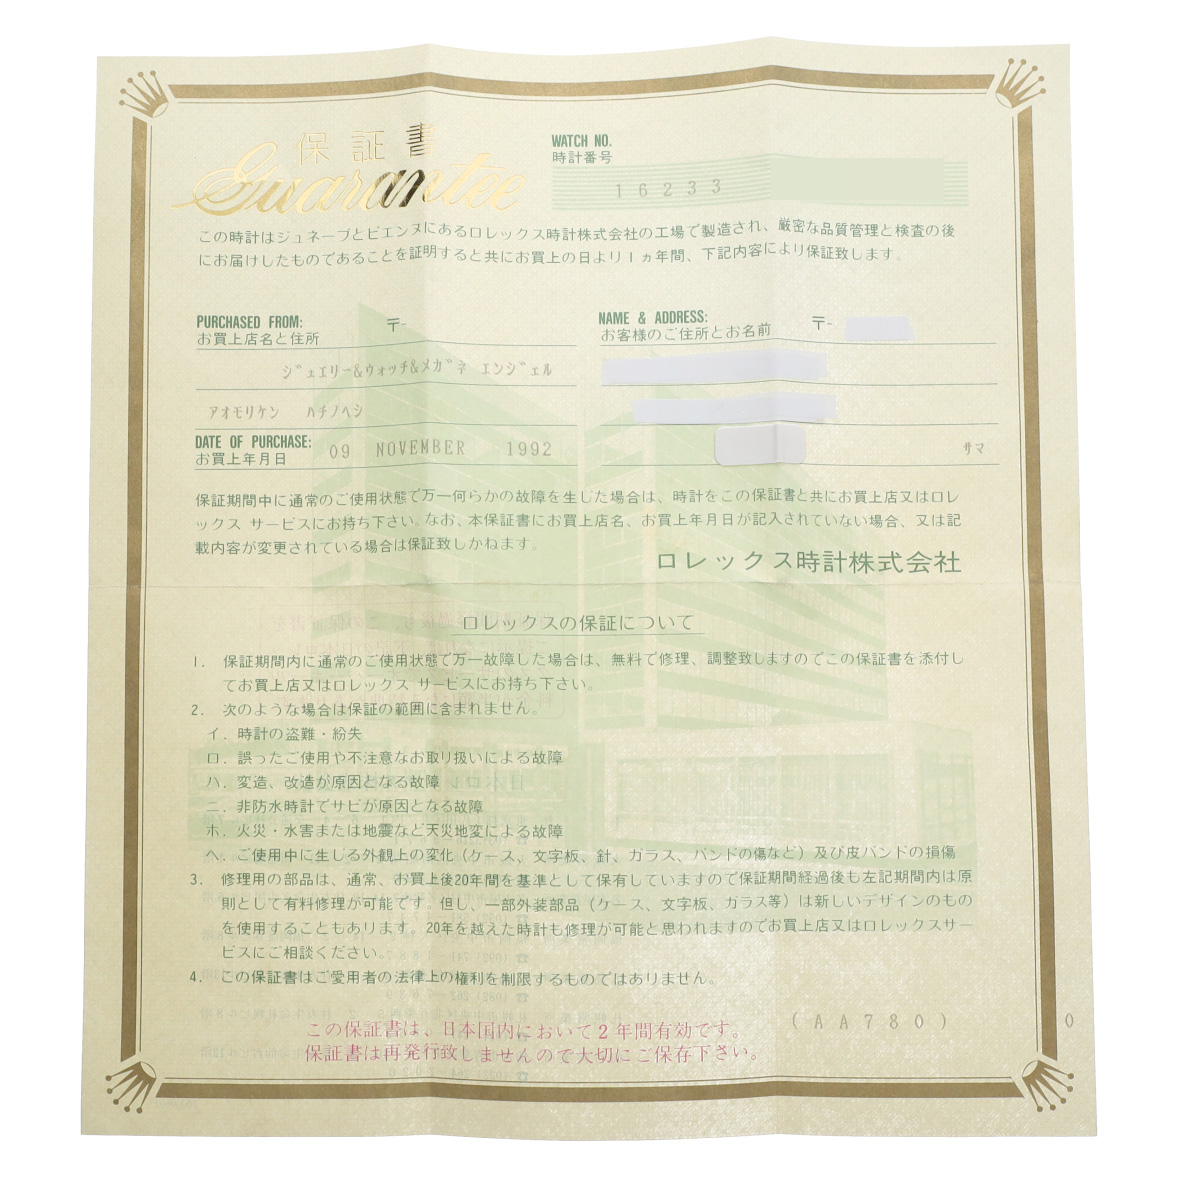 保証書
Guarantee
WATCH NO.
時計番号
16233
この時計はジュネーブとビエンヌにあるロレックス時計株式会社の工場で製造され、厳密な品質管理と検査の後
にお届けしたものであることを証明すると共にお買上の日より1ヵ年間、下記内容により保証致します。
PURCHASED FROM:
お買上店名と住所
〒-
ジュエリー&ウォッチ&メガネ エンジェル
アオモリケン ハチノヘシ
DATE OF PURCHASE:
お買上年月日
09 NOVEMBER 1992
NAME & ADDRESS:
お客様のご住所とお名前
〒-
サマ
保証期間中に通常のご使用状態で万一何らかの故障を生じた場合は、時計をこの保証書と共にお買上店又はロレ
ックス サービスにお持ち下さい。なお、本保証書にお買上店名、お買上年月日が記入されていない場合、又は記
載内容が変更されている場合は保証致しかねます。
ロレックス時計株式会社
ロレックスの保証について
1. 保証期間内に通常のご使用状態で万一故障した場合は、無料で修理、調整致しますのでこの保証書を添付し
てお買上店又はロレックス サービスにお持ち下さい。
2. 次のような場合は保証の範囲に含まれません。
イ. 時計の盗難・紛失
ロ. 誤ったご使用や不注意なお取り扱いによる故障
ハ. 変造、改造が原因となる故障
ニ. 非防水時計でサビが原因となる故障
ホ. 火災・水害または地震など天災地変による故障
ヘ. ご使用中に生じる外観上の変化(ケース、文字板、針、ガラス、バンドの傷など)及び皮バンドの損傷
3. 修理用の部品は、通常、お買上後20年間を基準として保有していますので保証期間経過後も左記期間内は原
則として有料修理が可能です。但し、一部外装部品(ケース、文字板、ガラス等)は新しいデザインのもの
を使用することもあります。20年を越えた時計も修理が可能と思われますのでお買上店又はロレックスサー
ビスにご相談ください。
4. この保証書はご愛用者の法律上の権利を制限するものではありません。
この保証書は、日本国内において2年間有効です。
保証書は再発行致しませんので大切にご保存下さい。
(AA780)
0